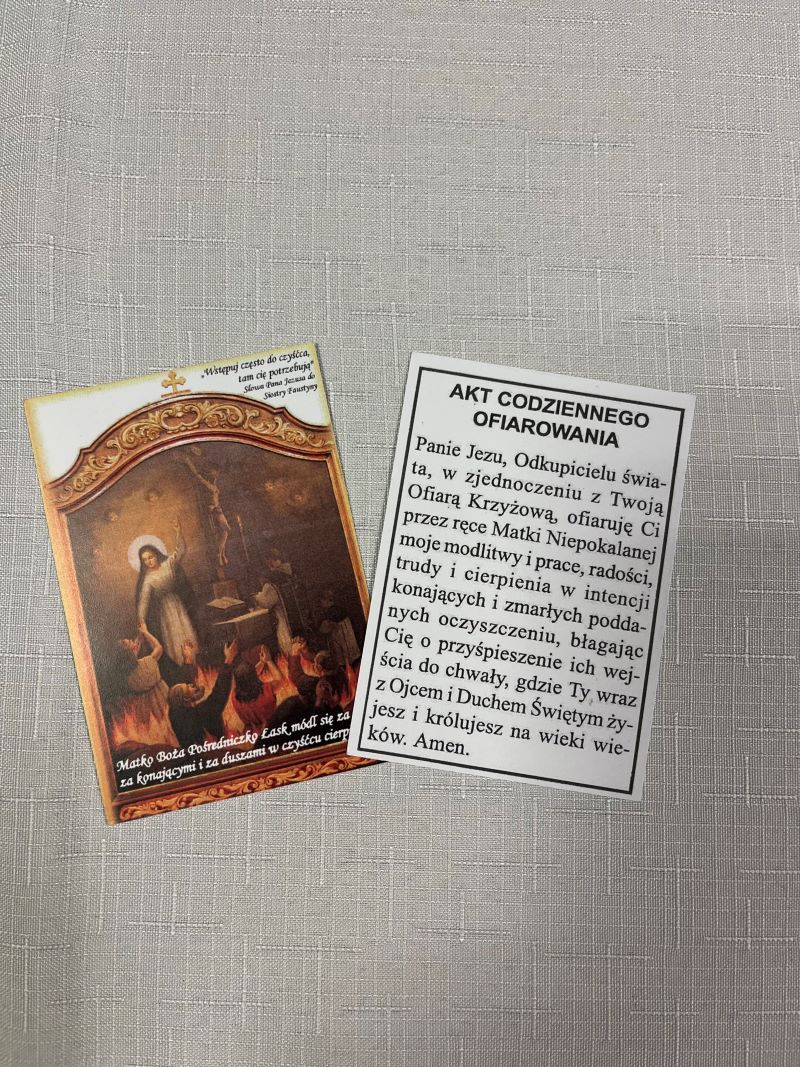 „Wstępuj często do czyśćca,
tam cię potrzebują"
Słowa Pana Jezusa do
Siostry Faustyny
Matko Boża Pośredniczko Łask módl się za
za konającymi i za duszami w czyśćcu cierp
AKT CODZIENNEGO
OFIAROWANIA
Panie Jezu, Odkupicielu świa-
ta, w zjednoczeniu z Twoją
Ofiarą Krzyżową, ofiaruję Ci
przez ręce Matki Niepokalanej
moje modlitwy i prace, radości,
trudy i cierpienia w intencji
konających i zmarłych podda-
nych oczyszczeniu, błagając
Cię o przyśpieszenie ich wej-
ścia do chwały, gdzie Ty wraz
z Ojcem i Duchem Świętym ży-
jesz i królujesz na wieki wie-
ków. Amen.